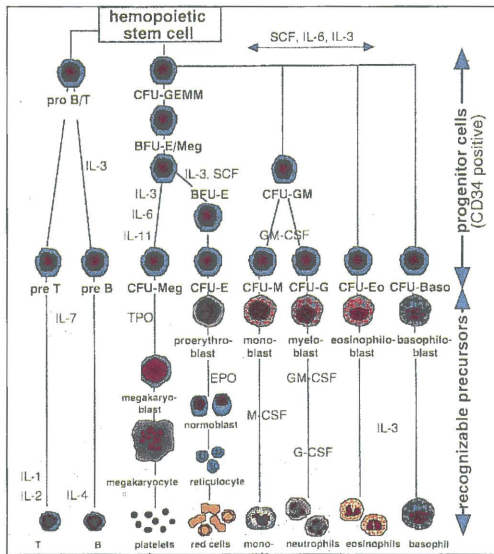 hemopoietic
stem cell
SCF, IL-6, IL-3
pro B/T
CFU-GEMM
BFU-E/Meg
IL-3
IL-3, SCF
IL-3
BFU-E
CFU-GM
IL-6
IL-11
GM-CSF
pre T
pre B
CFU-Meg
CFU-E
CFU-M
CFU-G
CFU-Eo
CFU-Baso
IL-7
TPO
proerythro-
blast
mono-
blast
myelo-
blast
eosinophilo-
blast
basophilo-
blast
EPO
GM-CSF
megakaryo-
blast
normoblast
M-CSF
IL-3
G-CSF
megakaryocyte
reticulocyte
IL-1
IL-2
IL-4
T
B
platelets
red cells
mono-
neutrophils
eosinophils
basophil
progenitor cells
(CD34 positive)
recognizable precursors